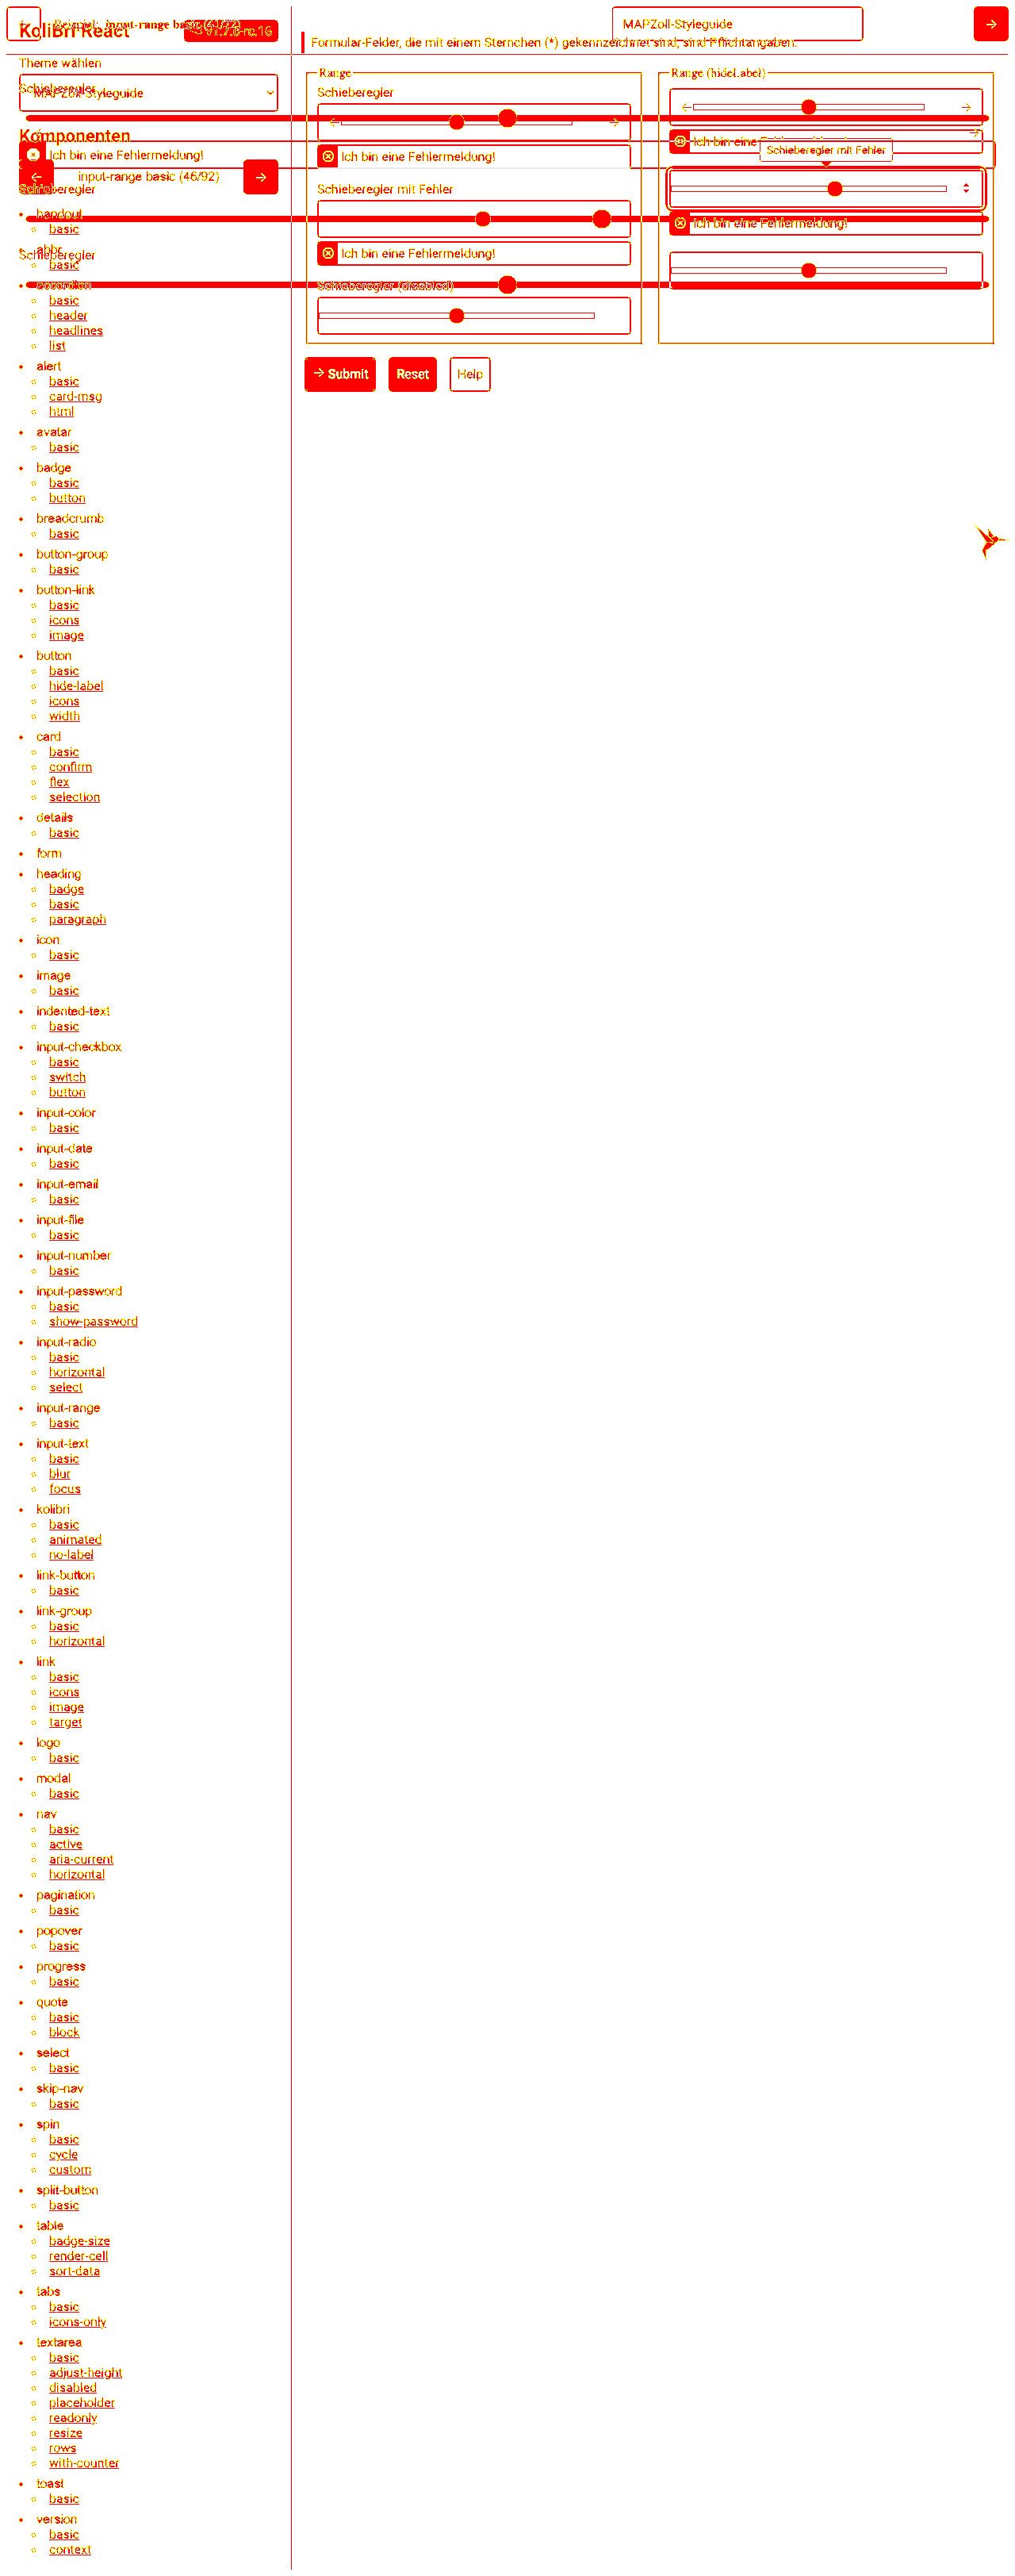 KoliBri React
Beispiel: input-range basic
MAPZoll-Styleguide
Formular-Felder, die mit einem Sternchen (*) gekennzeichnet sind, sind Pflichtangaben.
Theme wählen
Schieberegler
MAPZoll-Styleguide
Komponenten
Ich bin eine Fehlermeldung!
input-range basic (46/92)
Schieberegler
handout
basic
abbr
Schieberegler
basic
accordion
basic
header
headlines
list
alert
basic
card-msg
html
avatar
basic
badge
basic
button
breadcrumb
basic
button-group
basic
button-link
basic
icons
image
button
basic
hide-label
icons
width
card
basic
confirm
flex
selection
details
basic
form
heading
badge
basic
paragraph
icon
basic
image
basic
indented-text
basic
input-checkbox
basic
switch
button
input-color
basic
input-date
basic
input-email
basic
input-file
basic
input-number
basic
input-password
basic
show-password
input-radio
basic
horizontal
select
input-range
basic
input-text
basic
blur
focus
kolibri
basic
animated
no-label
link-button
basic
link-group
basic
horizontal
link
basic
icons
image
target
logo
basic
modal
basic
nav
basic
active
aria-current
horizontal
pagination
basic
popover
basic
progress
basic
quote
basic
block
select
basic
skip-nav
basic
spin
basic
cycle
custom
split-button
basic
table
badge-size
render-cell
sort-data
tabs
basic
icons-only
textarea
basic
adjust-height
disabled
placeholder
readonly
resize
rows
with-counter
toast
basic
version
basic
context
Range
Schieberegler
Ich bin eine Fehlermeldung!
Schieberegler mit Fehler
Ich bin eine Fehlermeldung!
Schieberegler (disabled)
Range (hideLabel)
Ich bin eine Fehlermeldung!
Schieberegler mit Fehler
Ich bin eine Fehlermeldung!
Submit
Reset
Help